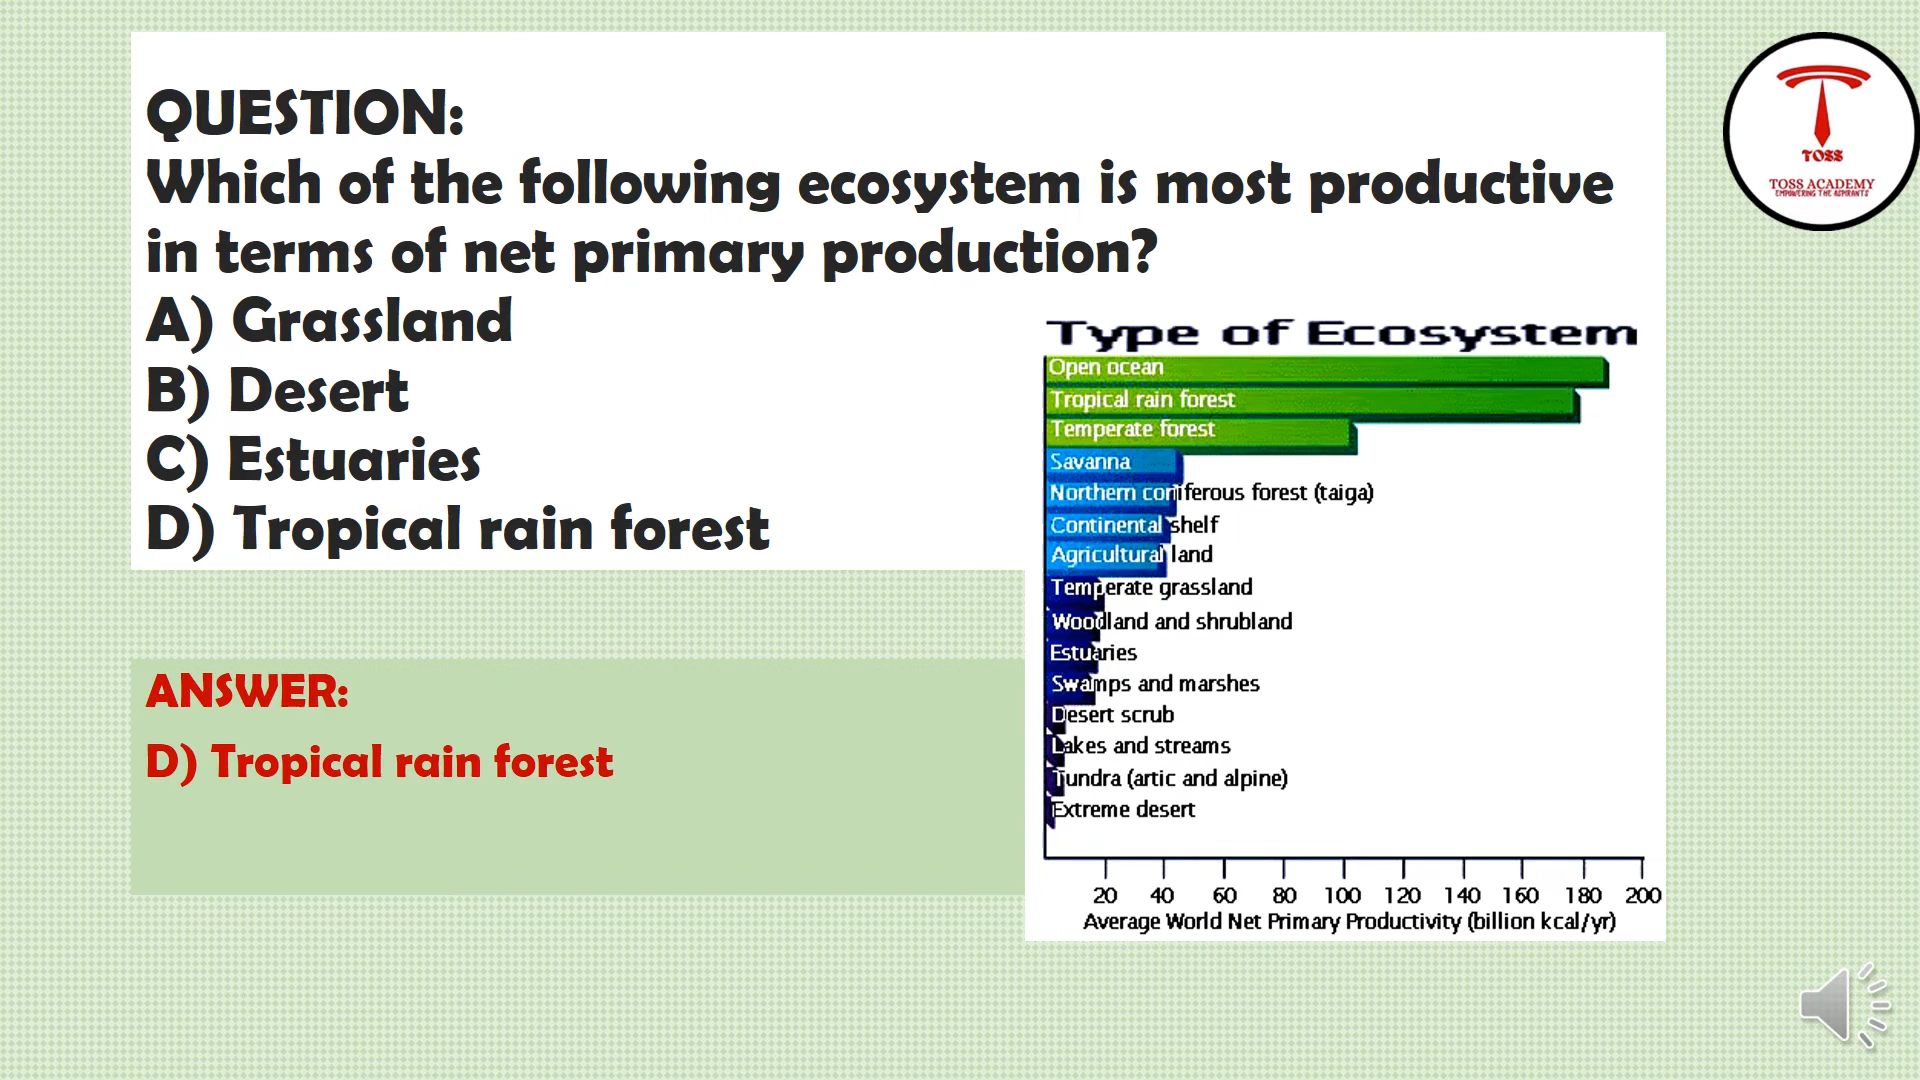 QUESTION:
Which of the following ecosystem is most productive
in terms of net primary production?
A) Grassland
B) Desert
C) Estuaries
D) Tropical rain forest
ANSWER:
D) Tropical rain forest
Type of Ecosystem
Open ocean
Tropical rain forest
Temperate forest
Savanna
Northern coniferous forest (taiga)
Continental shelf
Agricultural land
Temperate grassland
Woodland and shrubland
Estuaries
Swamps and marshes
Desert scrub
Lakes and streams
Tundra (artic and alpine)
Extreme desert
20 40 60 80 100 120 140 160 180 200
Average World Net Primary Productivity (billion kcal/yr)
TOSS
TOSS ACADEMY
EMPOWERING THE ASPIRANTS